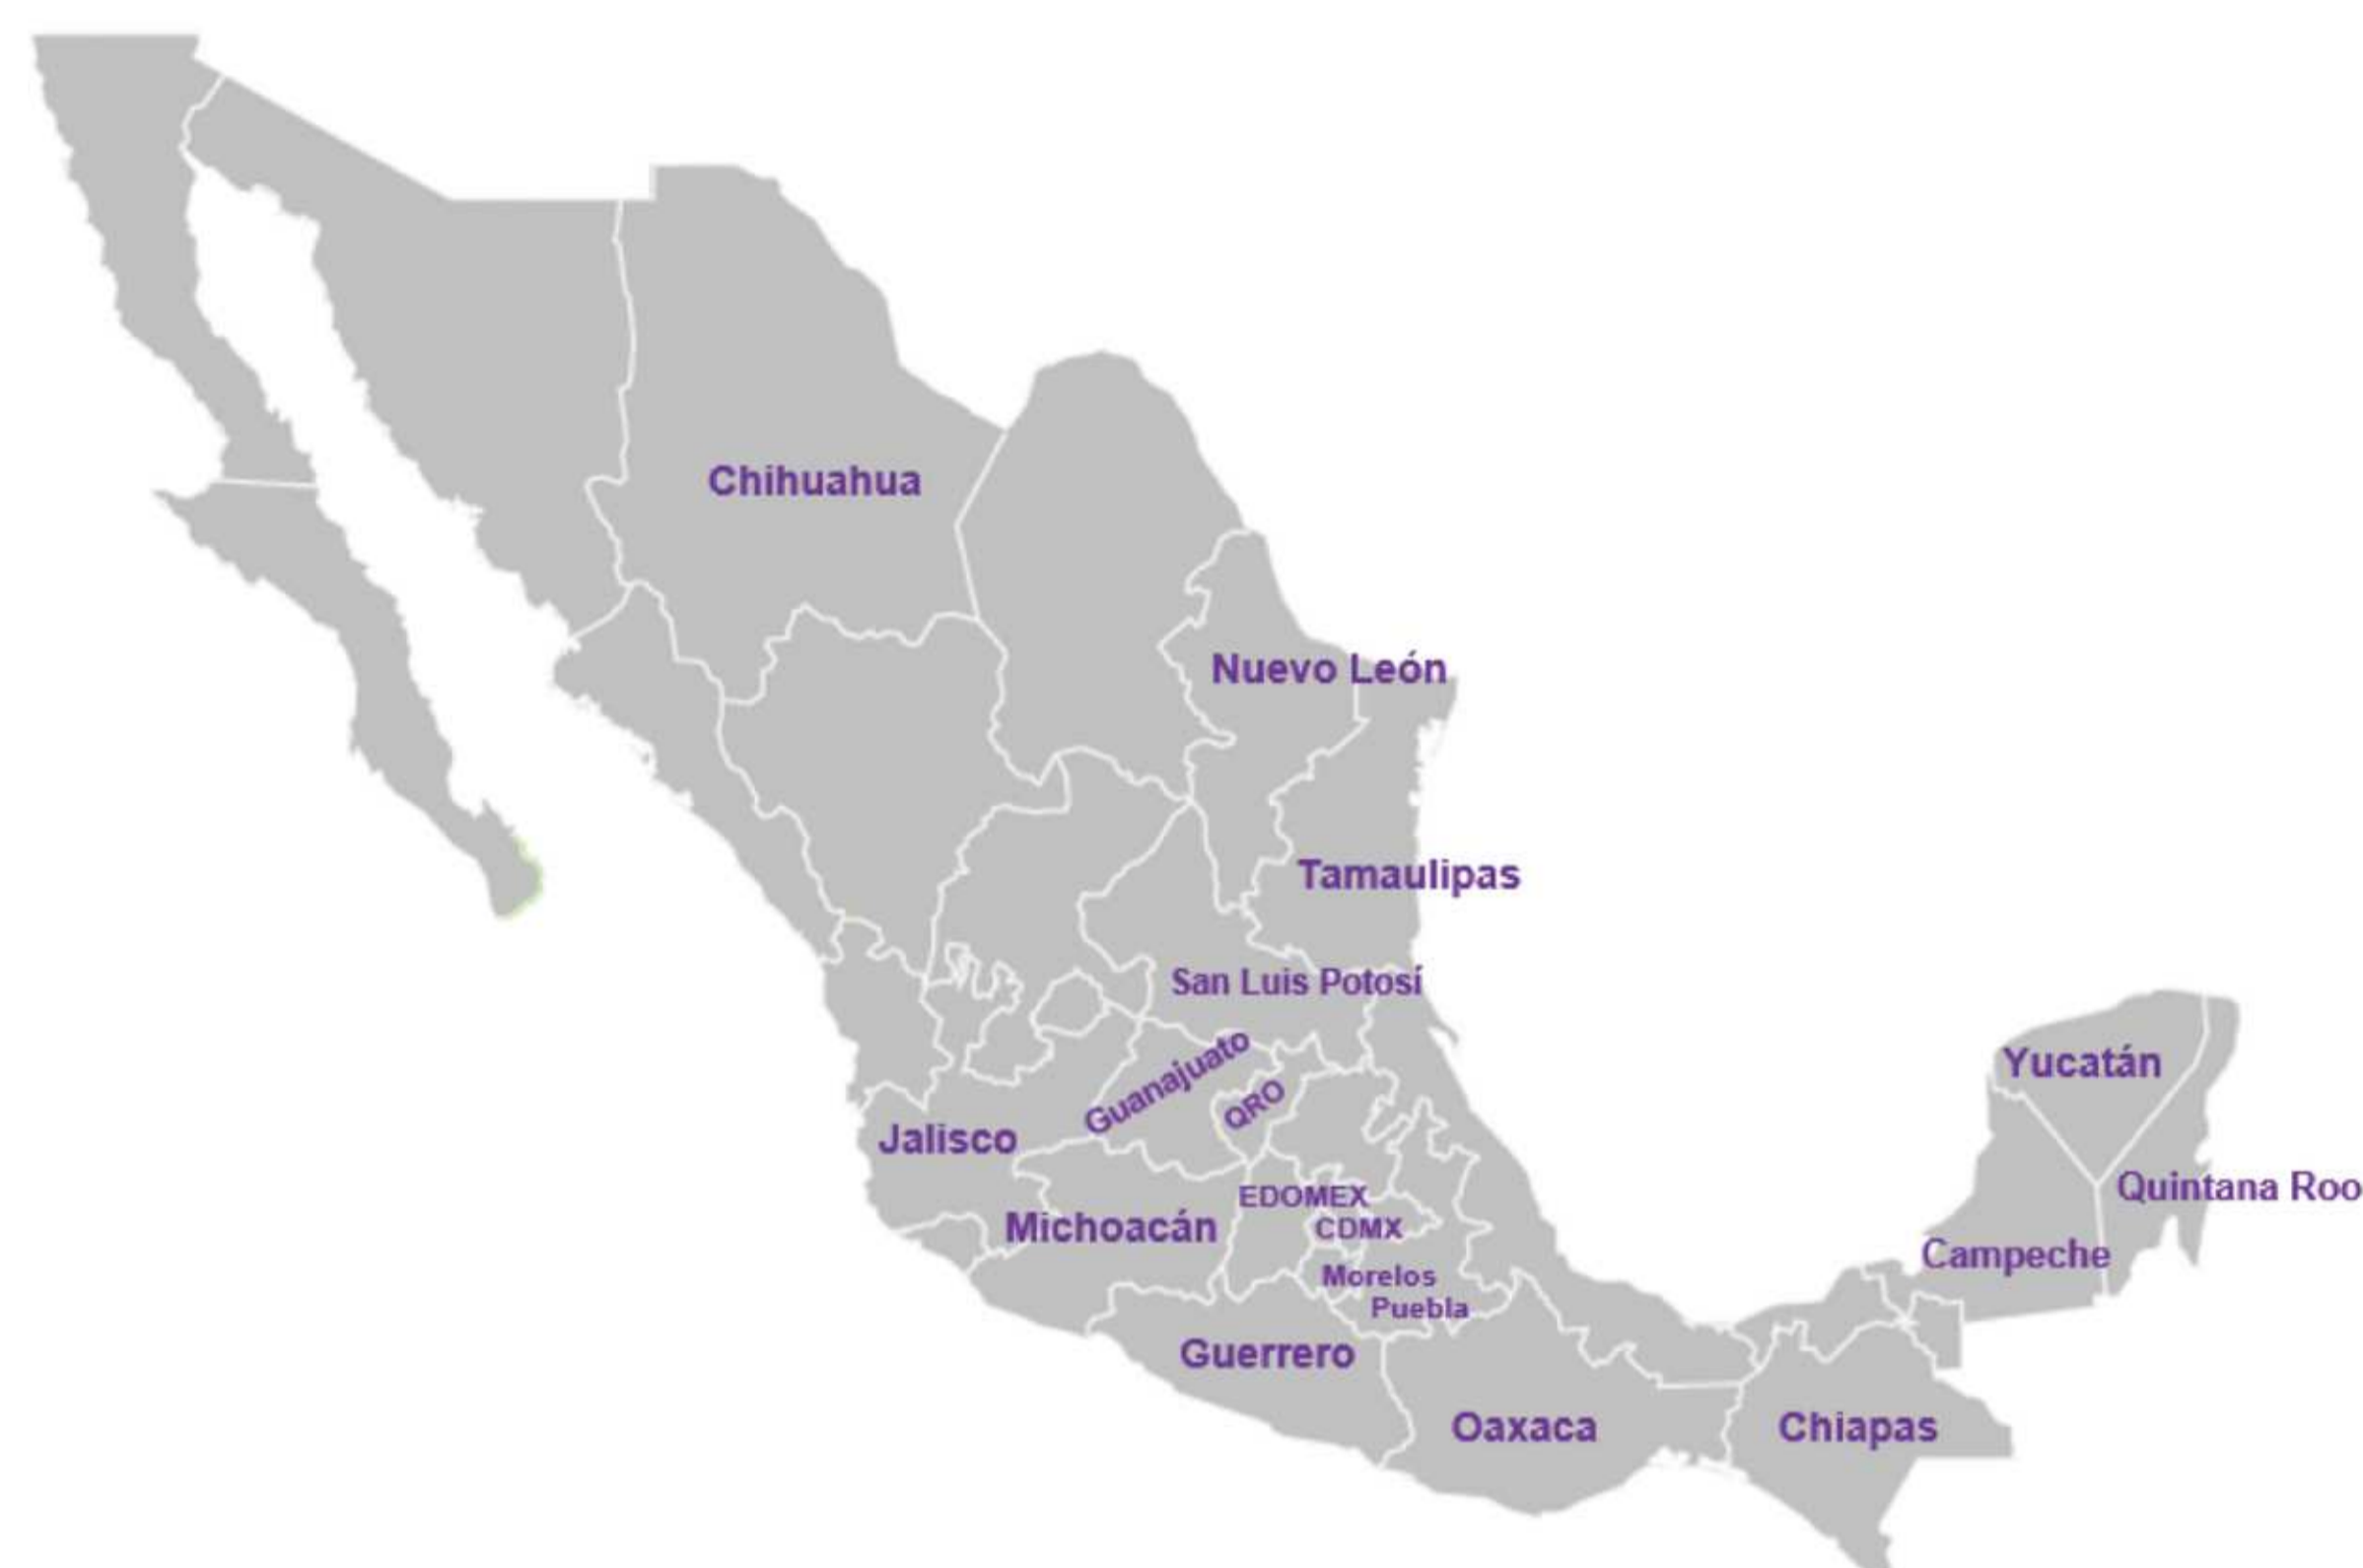 Chihuahua
Nuevo León
Tamaulipas
San Luis Potosí
Guanajuato
QRO
Yucatán
Jalisco
Quintana Roo
EDOMEX
Michoacán
CDMX
Campeche
Morelos
Puebla
Guerrero
Oaxaca
Chiapas